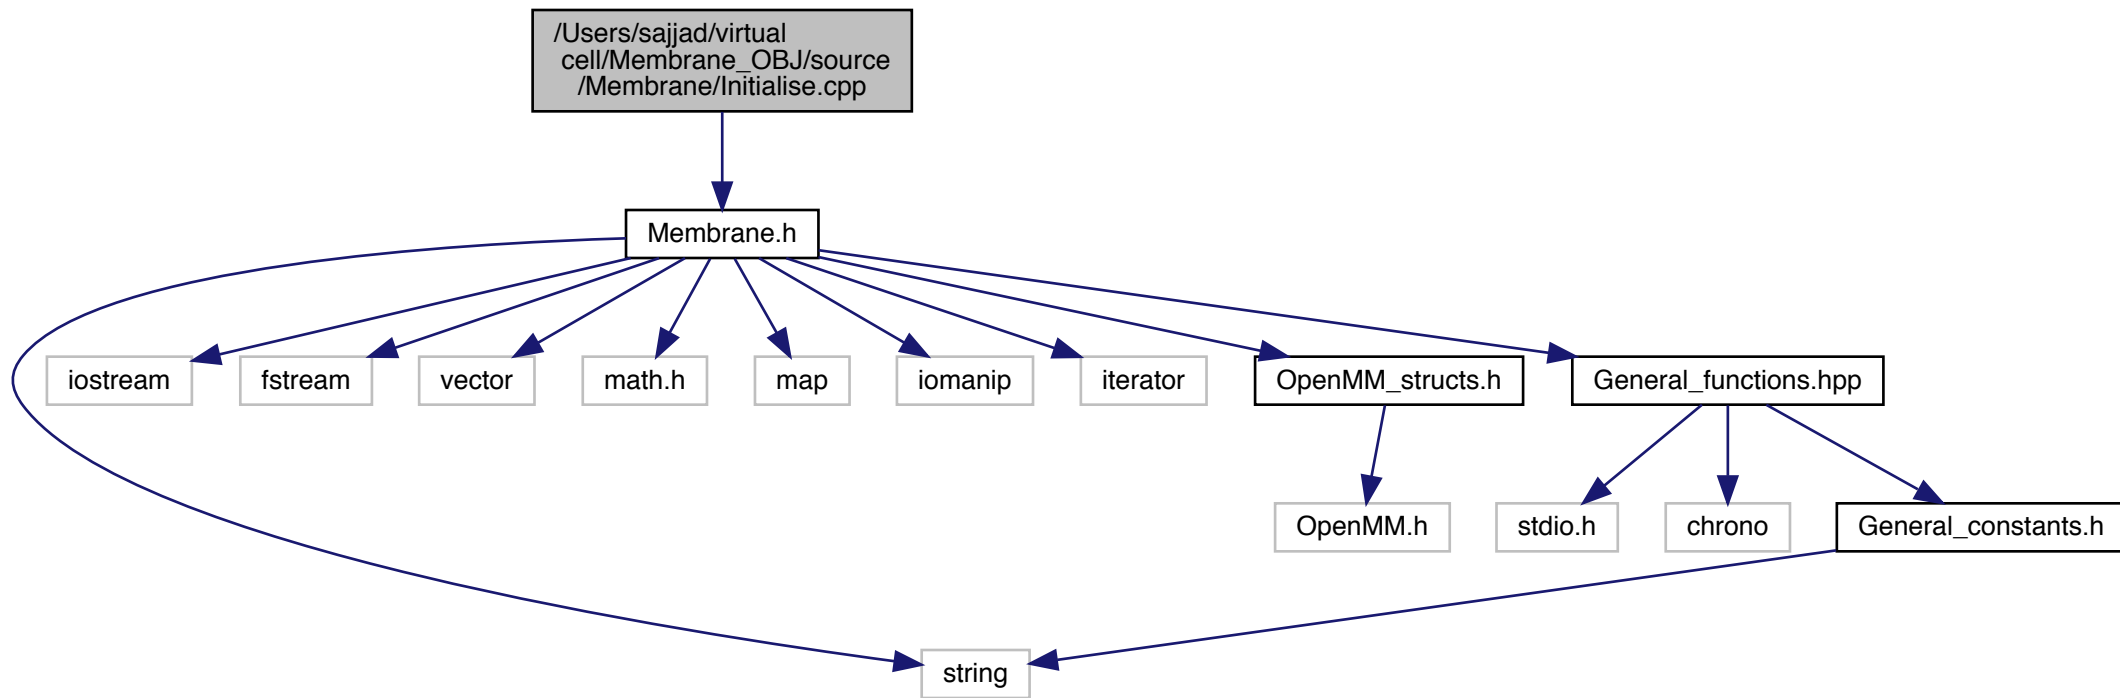 /Users/sajjad/virtual
cell/Membrane_OBJ/source
/Membrane/Initialise.cpp
Membrane.h
iostream
fstream
vector
math.h
map
iomanip
iterator
OpenMM_structs.h
General_functions.hpp
OpenMM.h
stdio.h
chrono
General_constants.h
string